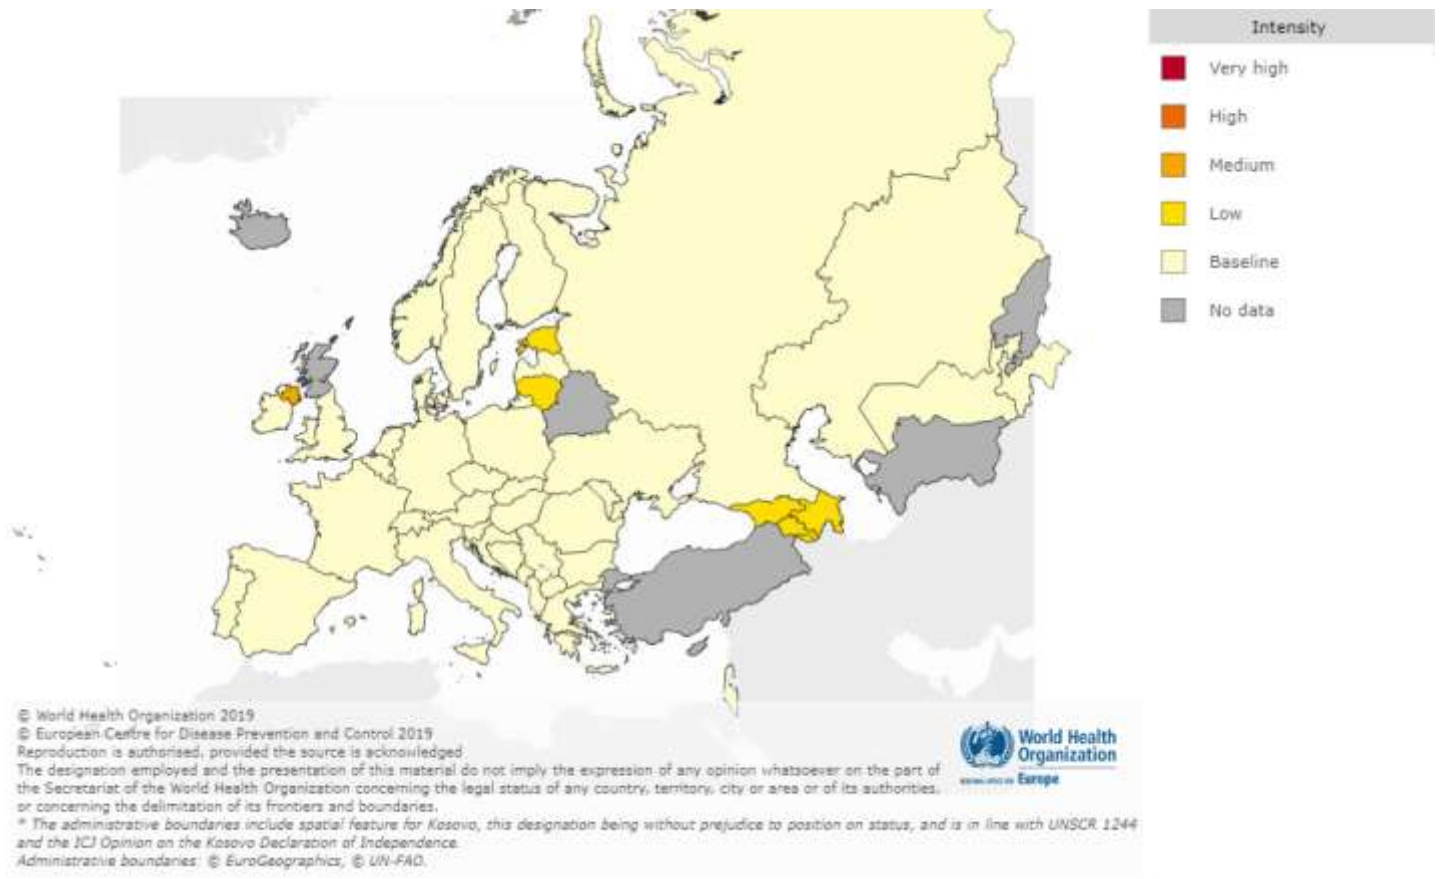 Intensity
Very high
High
Medium
Low
Baseline
No data
© World Health Organization 2019
© European Centre for Disease Prevention and Control 2019
Reproduction is authorised, provided the source is acknowledged
The designation employed and the presentation of this material do not imply the expression of any opinion whatsoever on the part of
the Secretariat of the World Health Organization concerning the legal status of any country, territory, city or area or of its authorities,
or concerning the delimitation of its frontiers and boundaries.
* The administrative boundaries include spatial feature for Kosovo, this designation being without prejudice to position on status, and is in line with UNSCR 1244
and the ICJ Opinion on the Kosovo Declaration of Independence.
Administrative boundaries: © EuroGeographics, © UN-FAO.
World Health
Organization
Europe